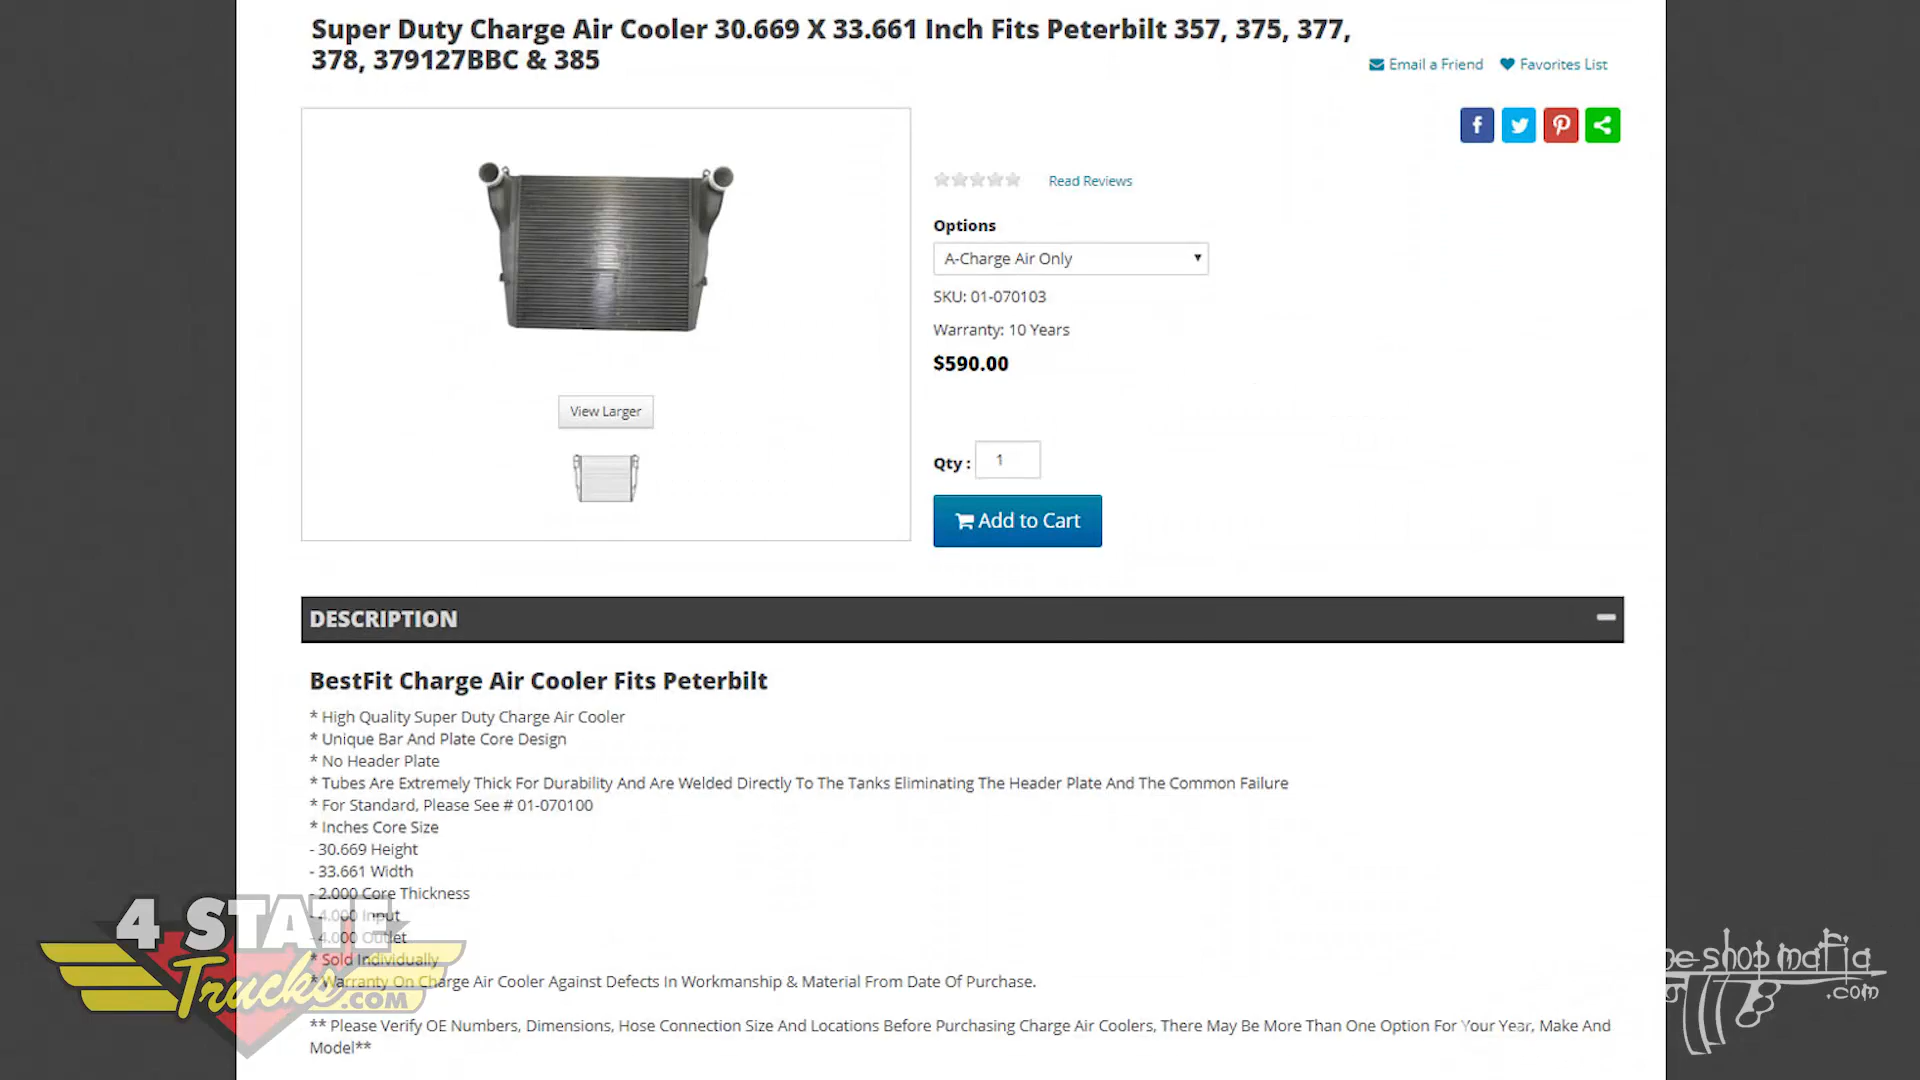 Super Duty Charge Air Cooler 30.669 X 33.661 Inch Fits Peterbilt 357, 375, 377,
378, 379127BBC & 385
Email a Friend
Favorites List
Read Reviews
Options
A-Charge Air Only
SKU: 01-070103
Warranty: 10 Years
$590.00
View Larger
Qty : 1
Add to Cart
DESCRIPTION
BestFit Charge Air Cooler Fits Peterbilt
* High Quality Super Duty Charge Air Cooler
* Unique Bar And Plate Core Design
* No Header Plate
* Tubes Are Extremely Thick For Durability And Are Welded Directly To The Tanks Eliminating The Header Plate And The Common Failure
* For Standard, Please See # 01-070100
* Inches Core Size
- 30.669 Height
- 33.661 Width
- 2.000 Core Thickness
- 4.000 Input
- 4.000 Outlet
* Sold Individually
* Warranty On Charge Air Cooler Against Defects In Workmanship & Material From Date Of Purchase.
** Please Verify OE Numbers, Dimensions, Hose Connection Size And Locations Before Purchasing Charge Air Coolers, There May Be More Than One Option For Your Year, Make And
Model**
4 STATE
Trucks.COM
shop mafia
.com